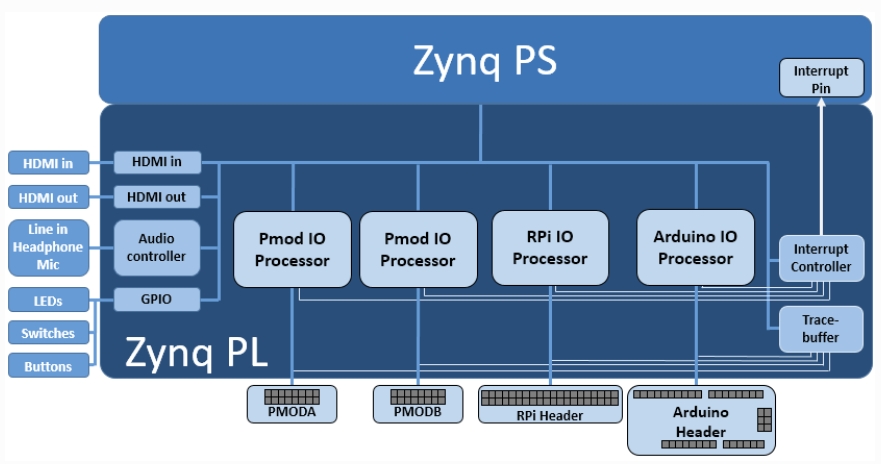 Zynq PS
Interrupt
Pin
HDMI in
HDMI in
HDMI out
HDMI out
Line in
Headphone
Mic
Audio
controller
Pmod IO
Processor
Pmod IO
Processor
RPi IO
Processor
Arduino IO
Processor
Interrupt
Controller
LEDs
GPIO
Switches
Buttons
Zynq PL
Trace-
buffer
PMODA
PMODB
RPi Header
Arduino
Header